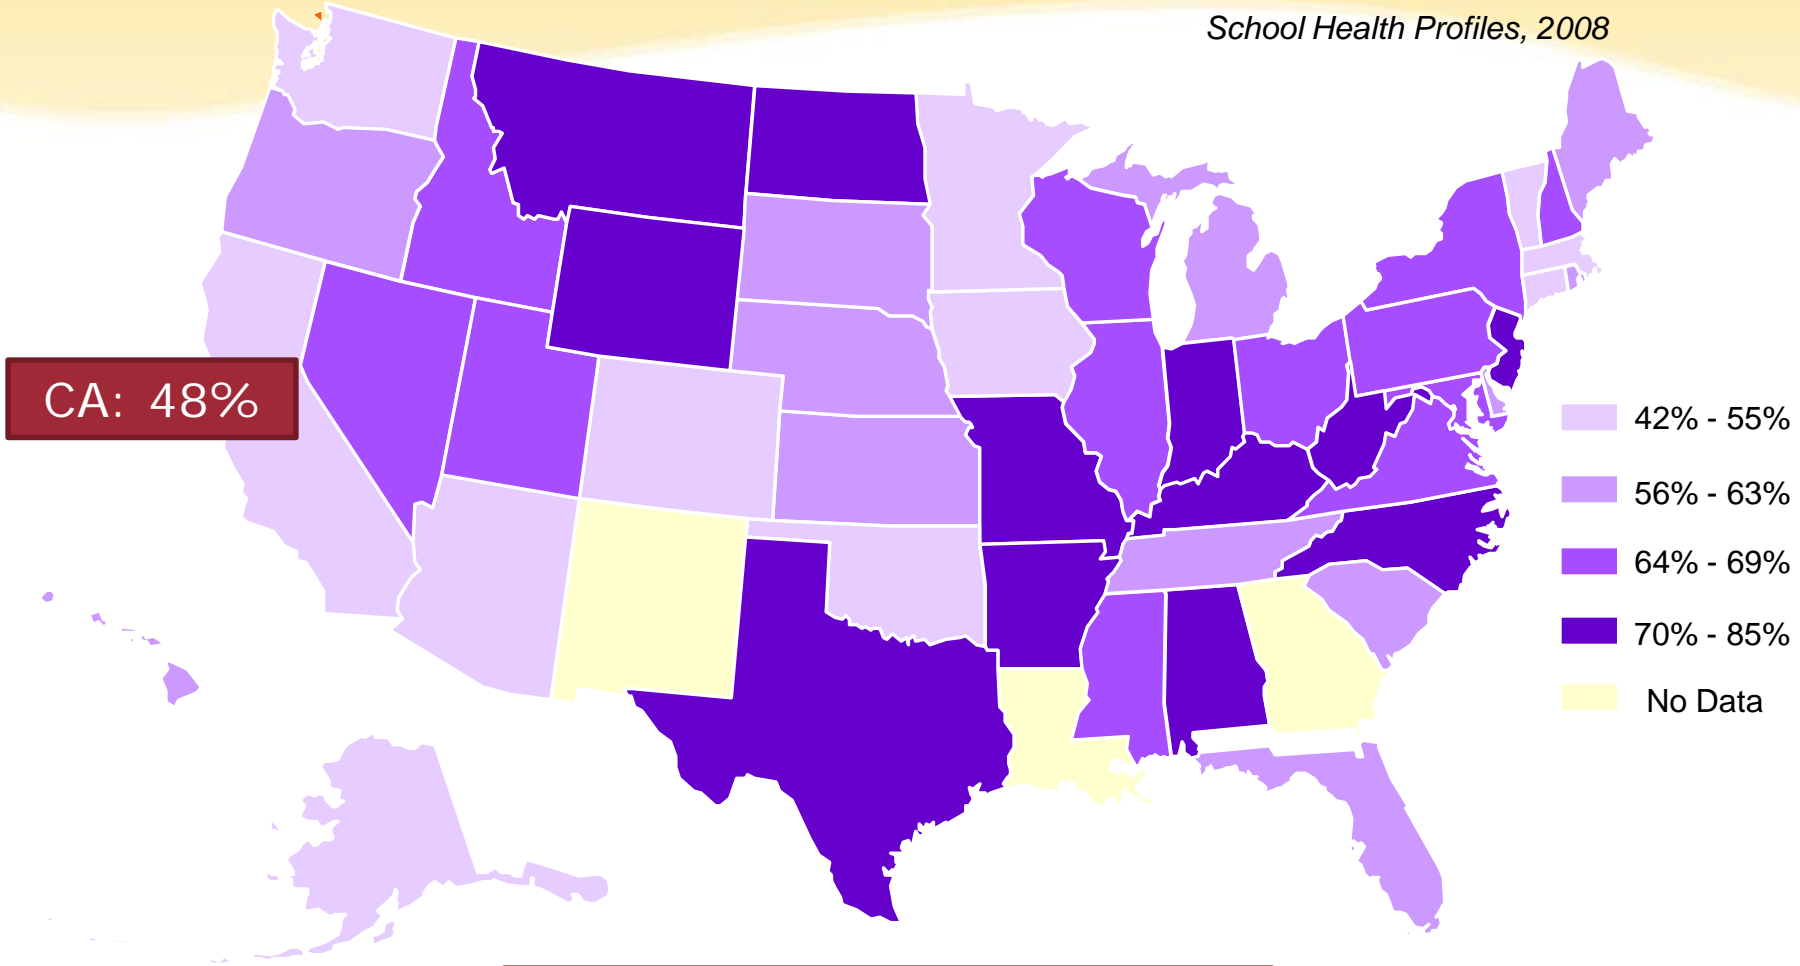 School Health Profiles, 2008
CA: 48%
42% - 55%
56% - 63%
64% - 69%
70% - 85%
No Data